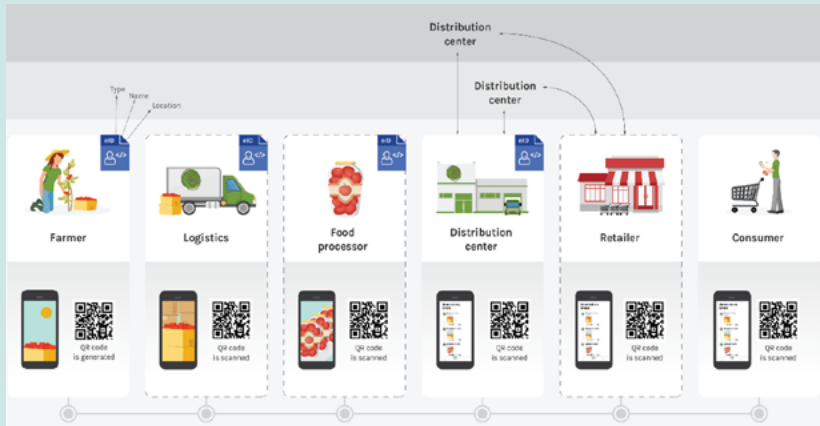 Distribution
center
Distribution
center
Type
Name
Location
eID
eID
eID
eID
Farmer
Logistics
Food
processor
Distribution
center
Retailer
Consumer
QR code
is generated
QR code
is scanned
QR code
is scanned
QR code
is scanned
QR code
is scanned
QR code
is scanned